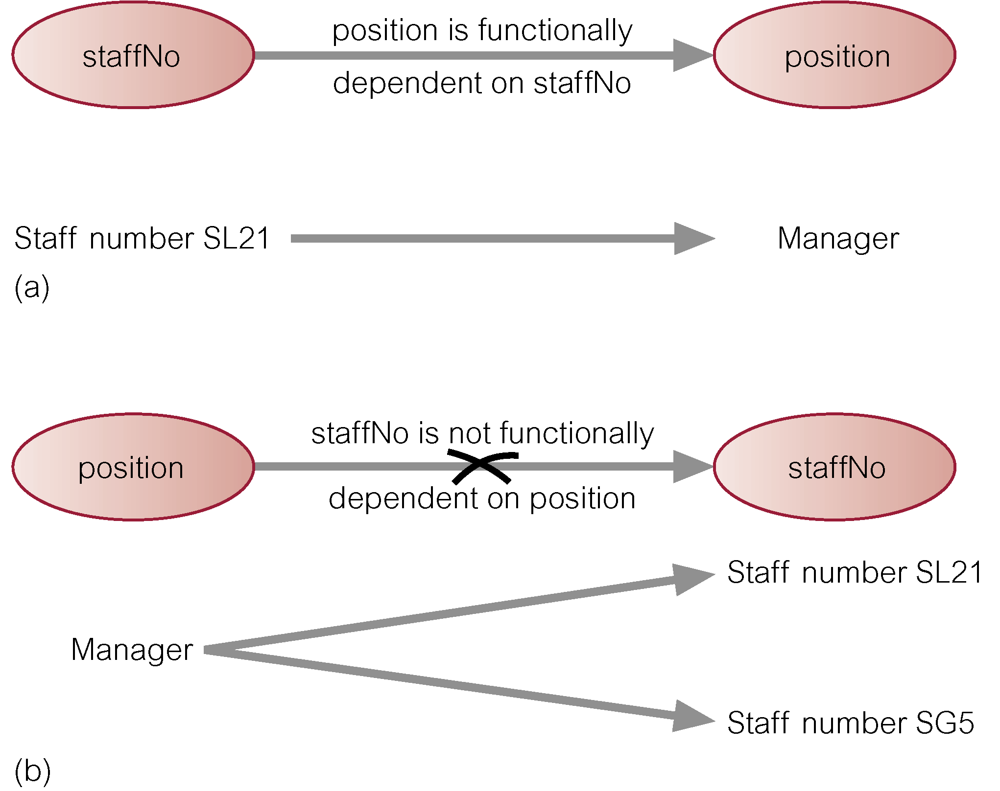 staffNo
position is functionally
dependent on staffNo
position
Staff number SL21
Manager
(a)
position
staffNo is not functionally
dependent on position
staffNo
Staff number SL21
Manager
Staff number SG5
(b)